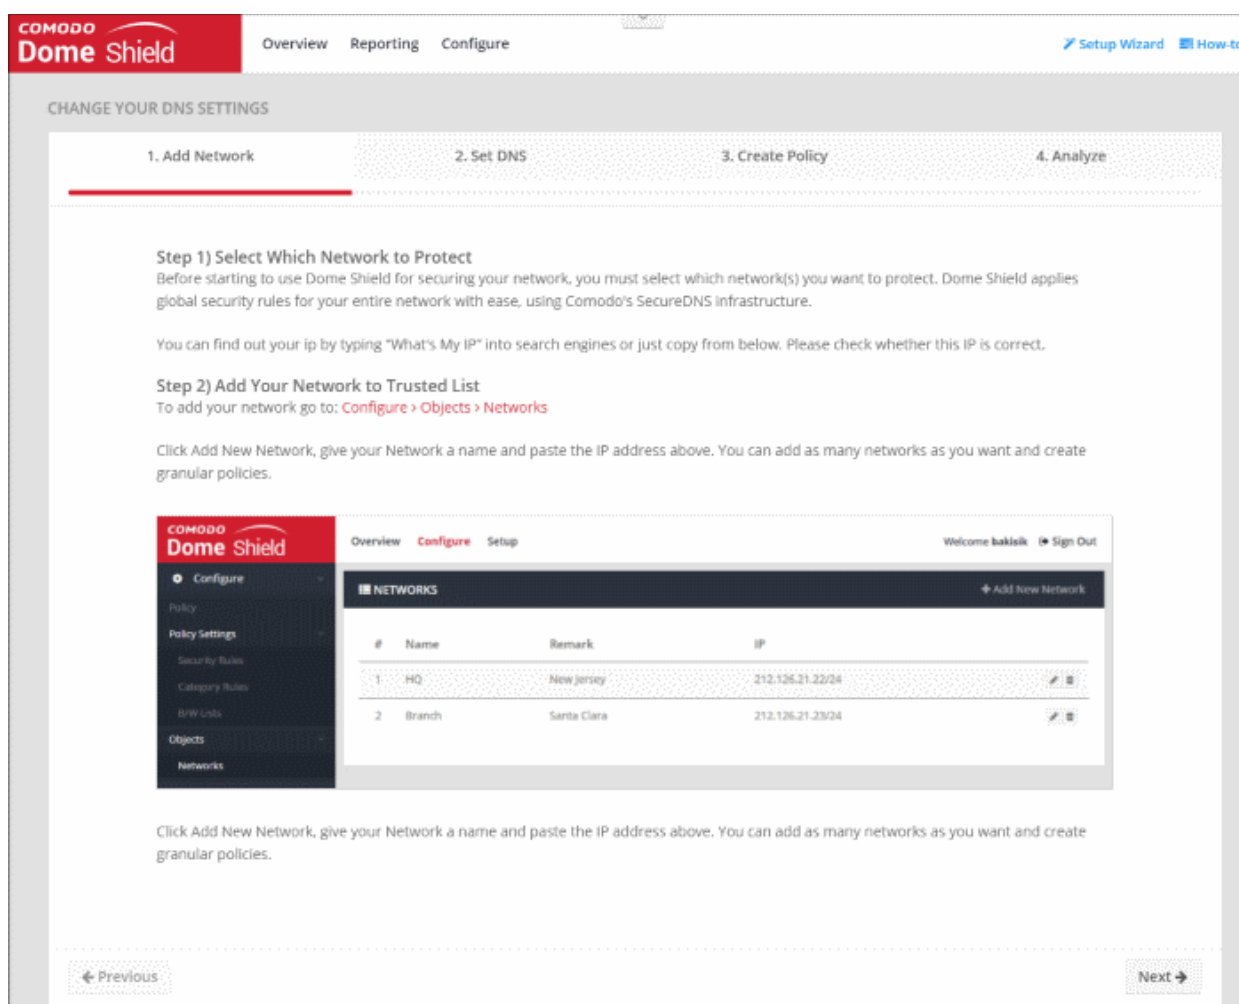 COMODO
Dome Shield
Overview Reporting Configure
Setup Wizard How-to
CHANGE YOUR DNS SETTINGS
1. Add Network 2. Set DNS 3. Create Policy 4. Analyze
Step 1) Select Which Network to Protect
Before starting to use Dome Shield for securing your network, you must select which network(s) you want to protect. Dome Shield applies
global security rules for your entire network with ease, using Comodo's SecureDNS infrastructure.
You can find out your ip by typing "What's My IP" into search engines or just copy from below. Please check whether this IP is correct.
Step 2) Add Your Network to Trusted List
To add your network go to: Configure > Objects > Networks
Click Add New Network, give your Network a name and paste the IP address above. You can add as many networks as you want and create
granular policies.
COMODO
Dome Shield
Overview Configure Setup
Welcome bakisik Sign Out
Configure
Policy
Policy Settings
Security Rules
Category Rules
B/W Lists
Objects
Networks
NETWORKS
Add New Network
# Name Remark IP
1 HQ New Jersey 212.126.21.22/24
2 Branch Santa Clara 212.126.21.23/24
Click Add New Network, give your Network a name and paste the IP address above. You can add as many networks as you want and create
granular policies.
Previous
Next